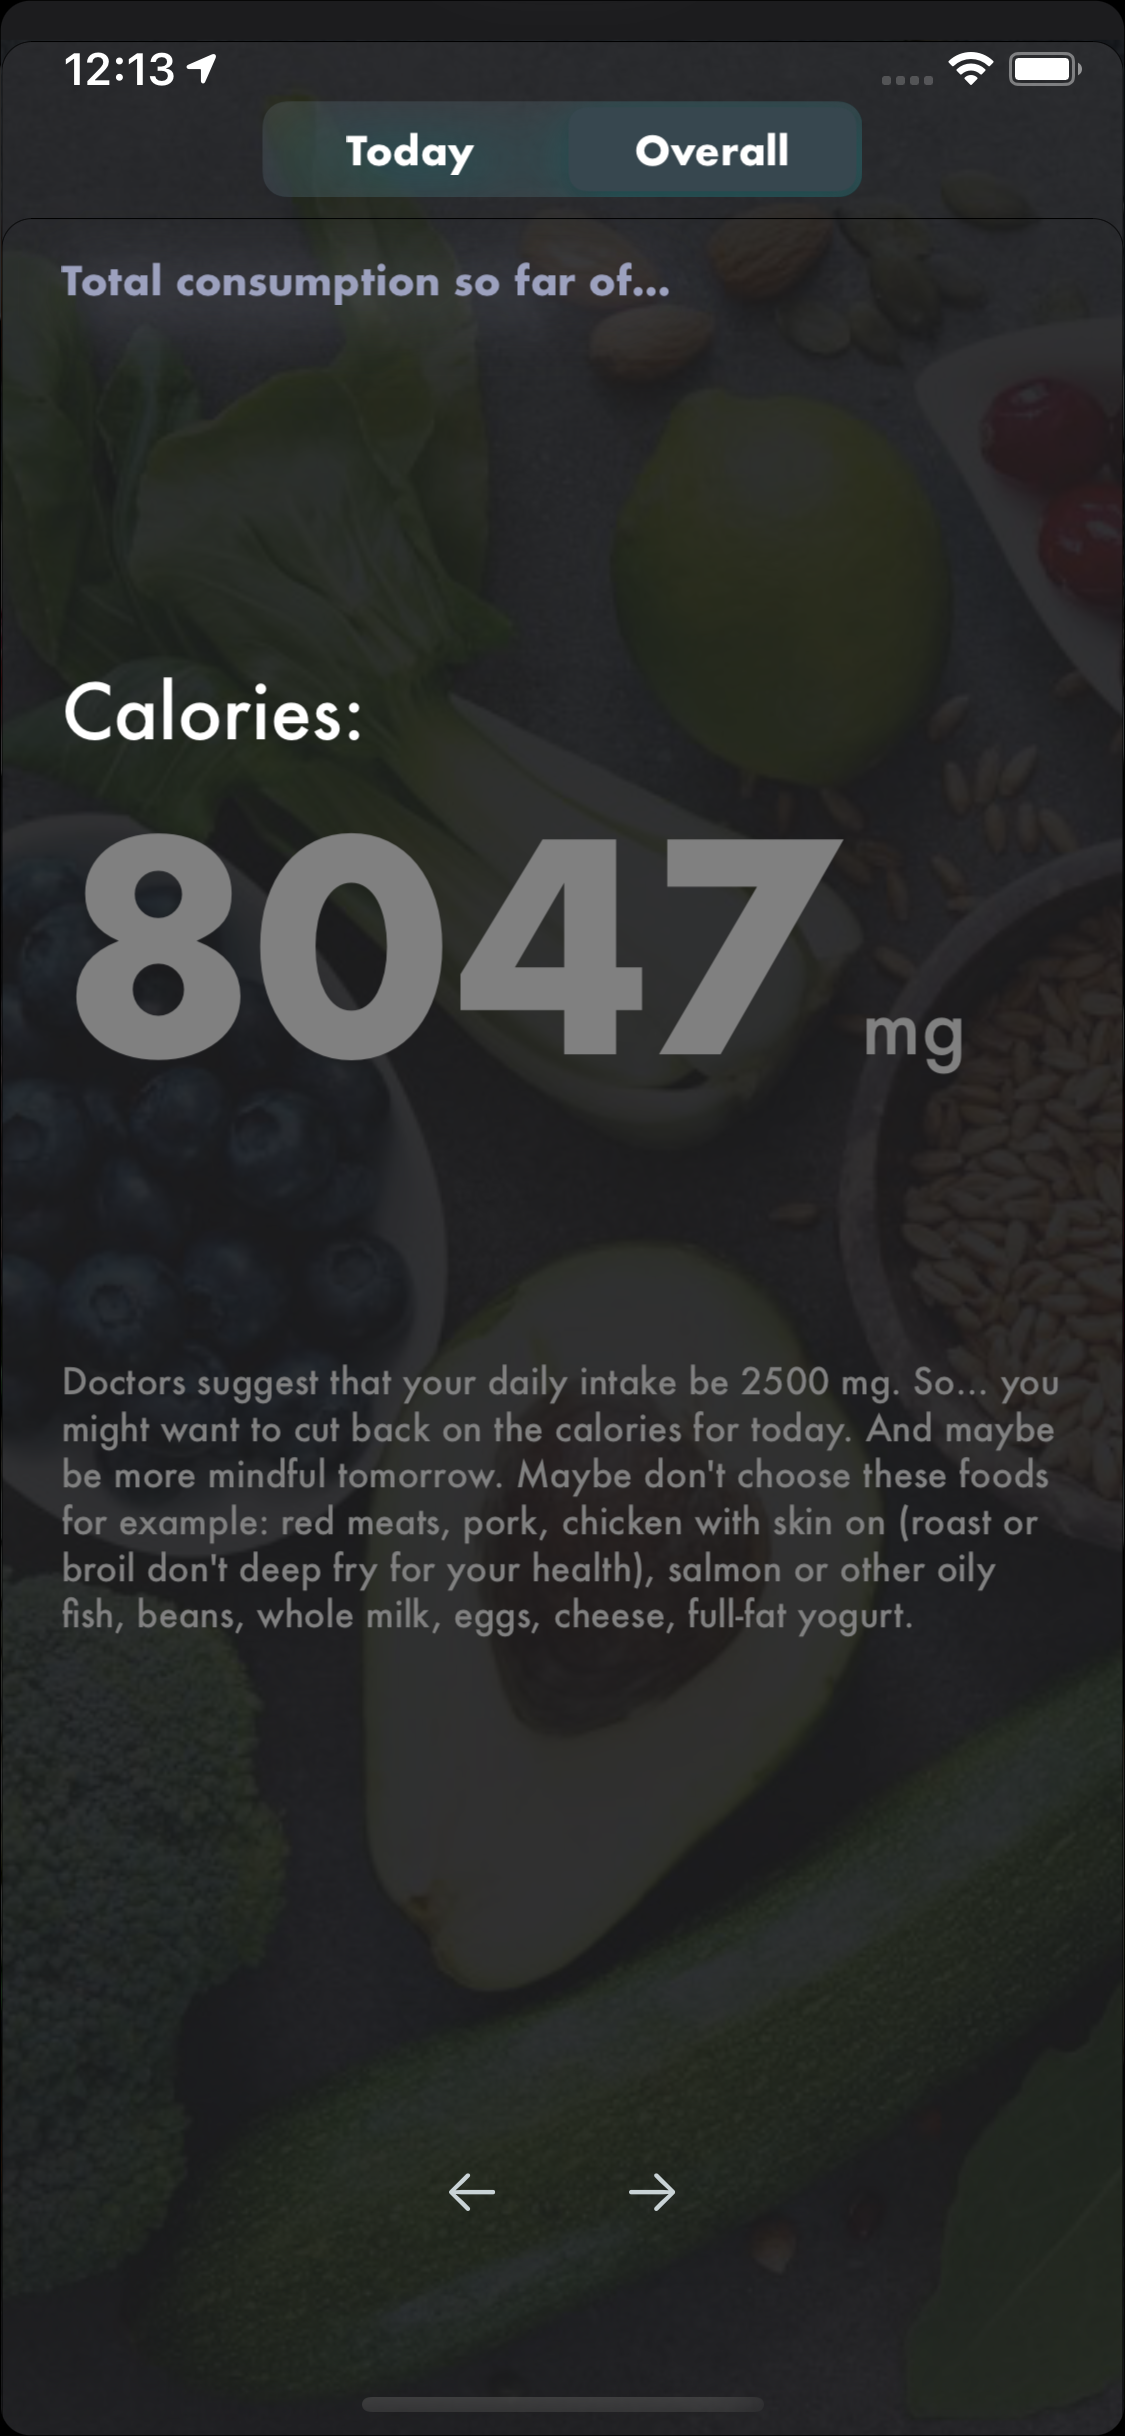 12:13
Today Overall
Total consumption so far of...
Calories:
8047 mg
Doctors suggest that your daily intake be 2500 mg. So... you
might want to cut back on the calories for today. And maybe
be more mindful tomorrow. Maybe don't choose these foods
for example: red meats, pork, chicken with skin on (roast or
broil don't deep fry for your health), salmon or other oily
fish, beans, whole milk, eggs, cheese, full-fat yogurt.